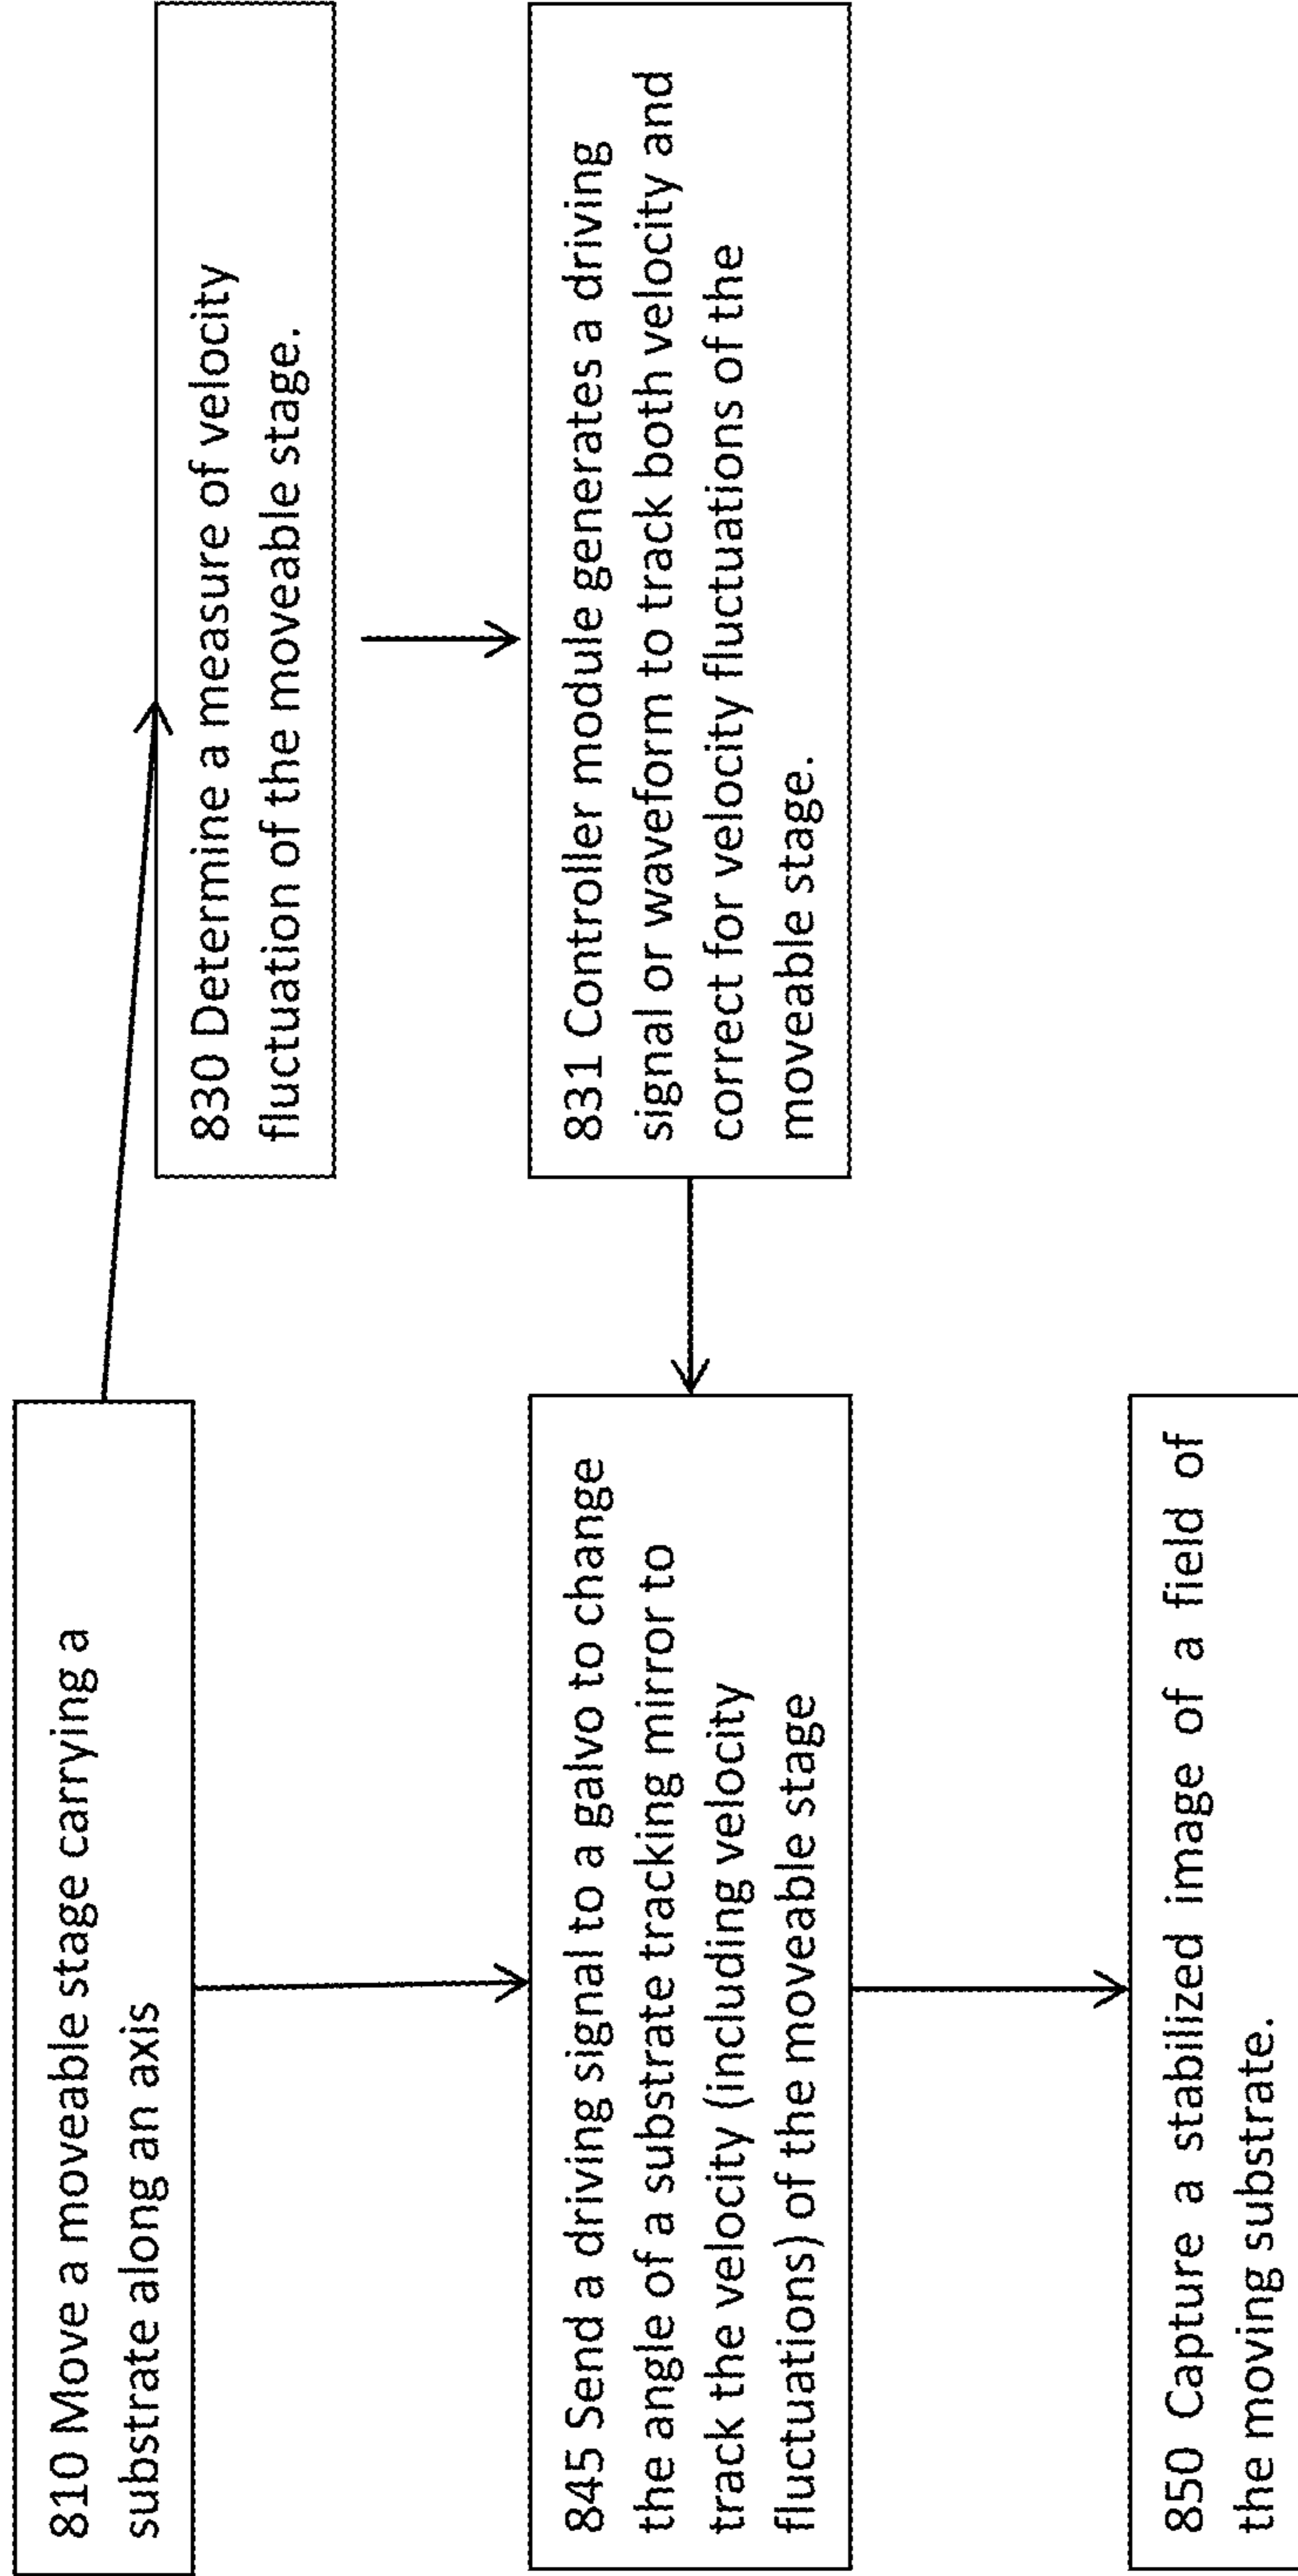 810 Move a moveable stage carrying a
substrate along an axis
830 Determine a measure of velocity
fluctuation of the moveable stage.
831 Controller module generates a driving
signal or waveform to track both velocity and
correct for velocity fluctuations of the
moveable stage.
845 Send a driving signal to a galvo to change
the angle of a substrate tracking mirror to
track the velocity (including velocity
fluctuations) of the moveable stage
850 Capture a stabilized image of a field of
the moving substrate.